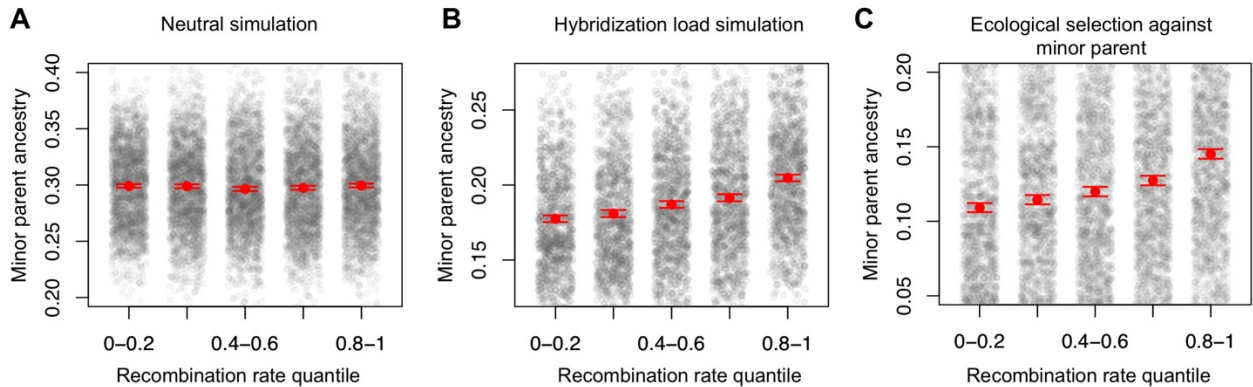 A
Neutral simulation
Minor parent ancestry
0.40
0.35
0.30
0.25
0.20
0–0.2
0.4–0.6
0.8–1
Recombination rate quantile
B
Hybridization load simulation
Minor parent ancestry
0.25
0.20
0.15
0–0.2
0.4–0.6
0.8–1
Recombination rate quantile
C
Ecological selection against
minor parent
Minor parent ancestry
0.20
0.15
0.10
0.05
0–0.2
0.4–0.6
0.8–1
Recombination rate quantile